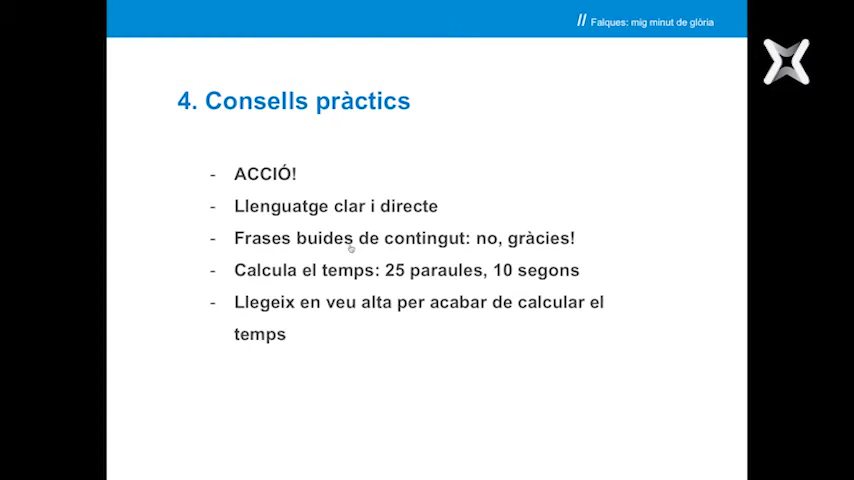 // Falques: mig minut de glòria
4. Consells pràctics
- ACCIÓ!
- Llenguatge clar i directe
- Frases buides de contingut: no, gràcies!
- Calcula el temps: 25 paraules, 10 segons
- Llegeix en veu alta per acabar de calcular el
temps